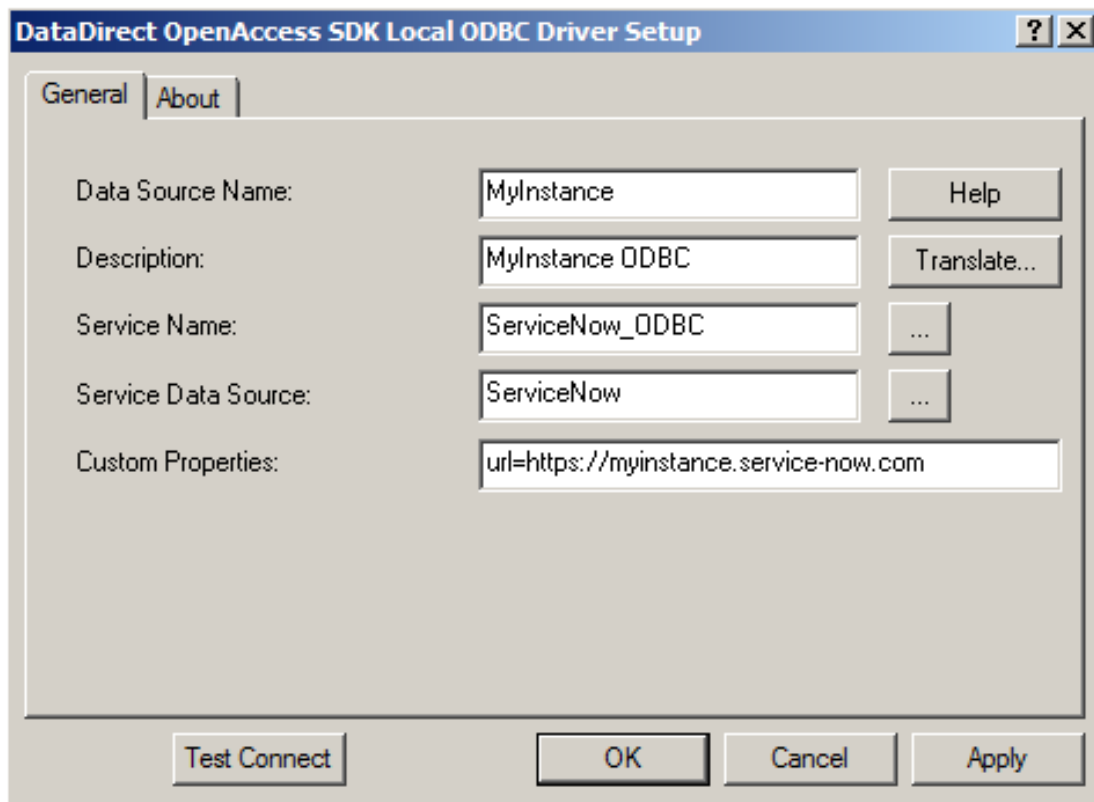 DataDirect OpenAccess SDK Local ODBC Driver Setup ? X
General About
Data Source Name: MyInstance Help
Description: MyInstance ODBC Translate...
Service Name: ServiceNow_ODBC ...
Service Data Source: ServiceNow ...
Custom Properties: url=https://myinstance.service-now.com
Test Connect OK Cancel Apply